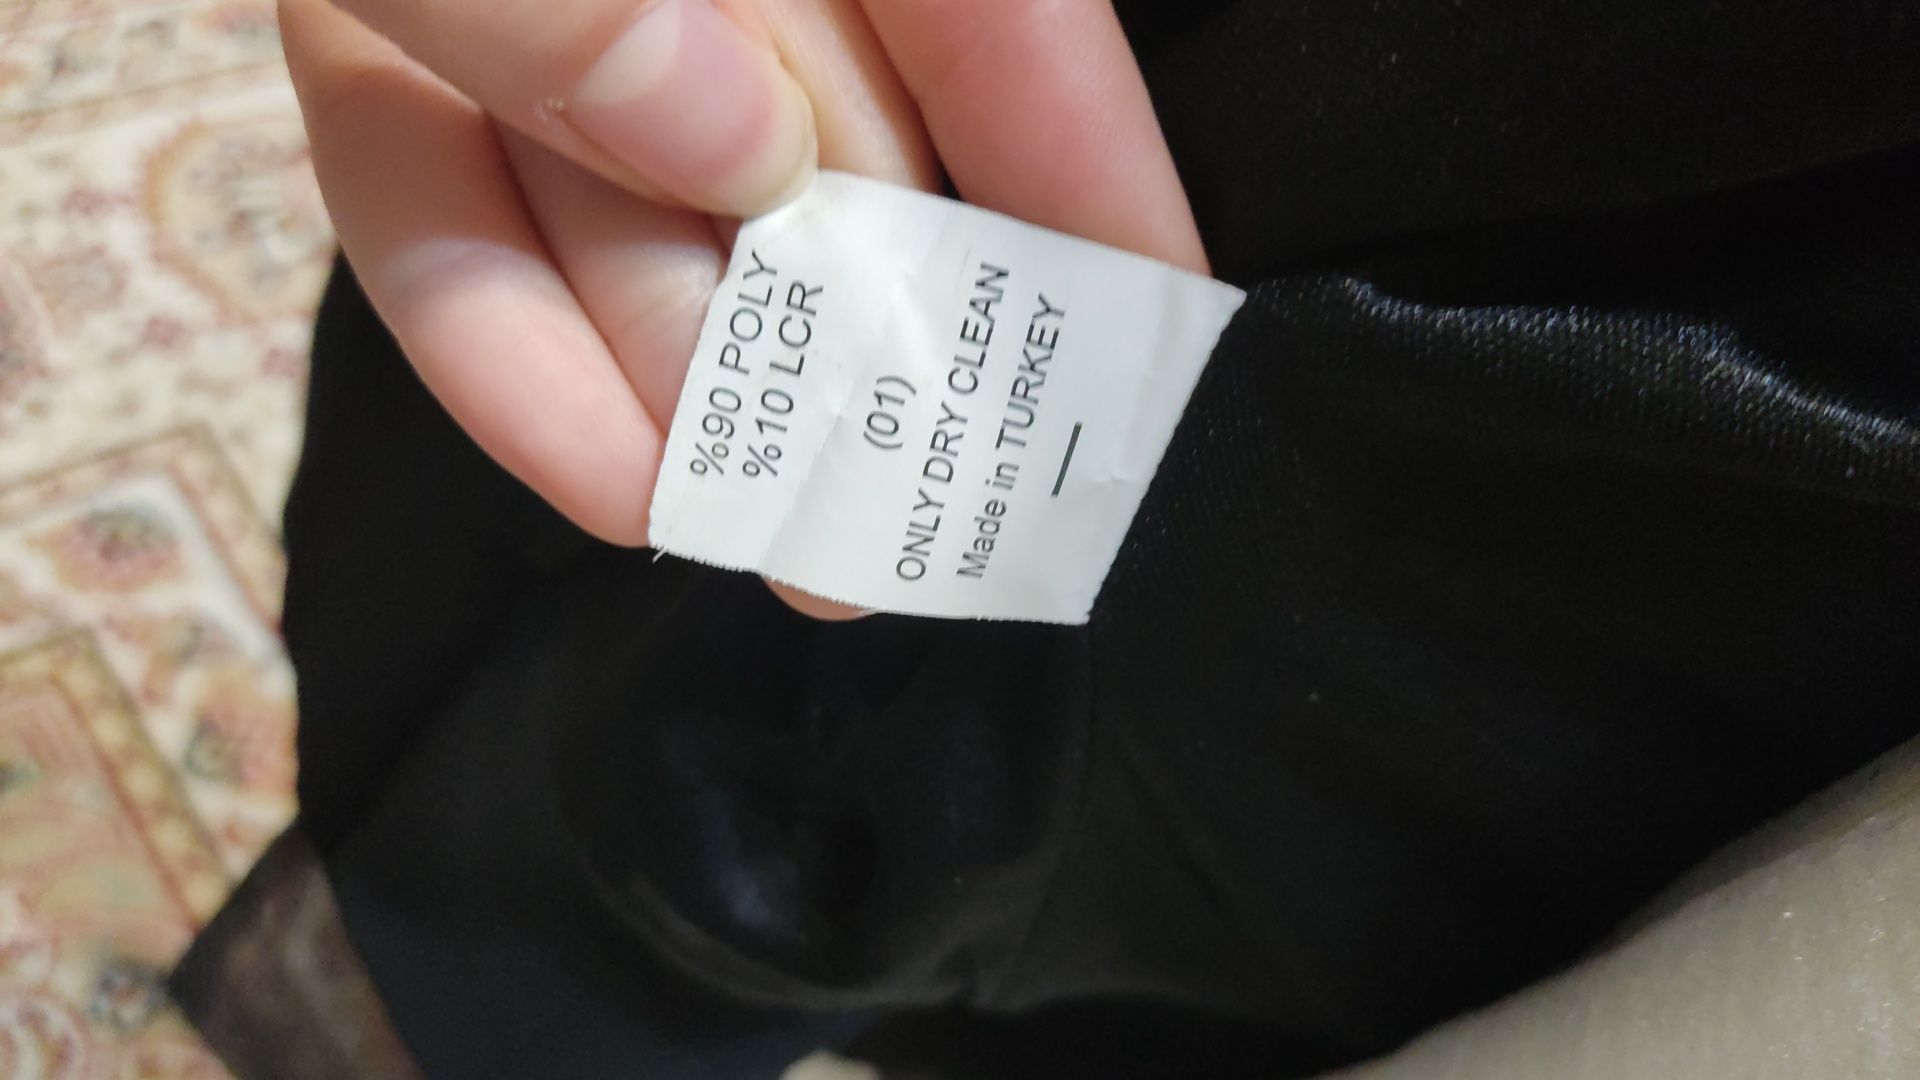 %90 POLY
%10 LCR
(01)
ONLY DRY CLEAN
Made in TURKEY